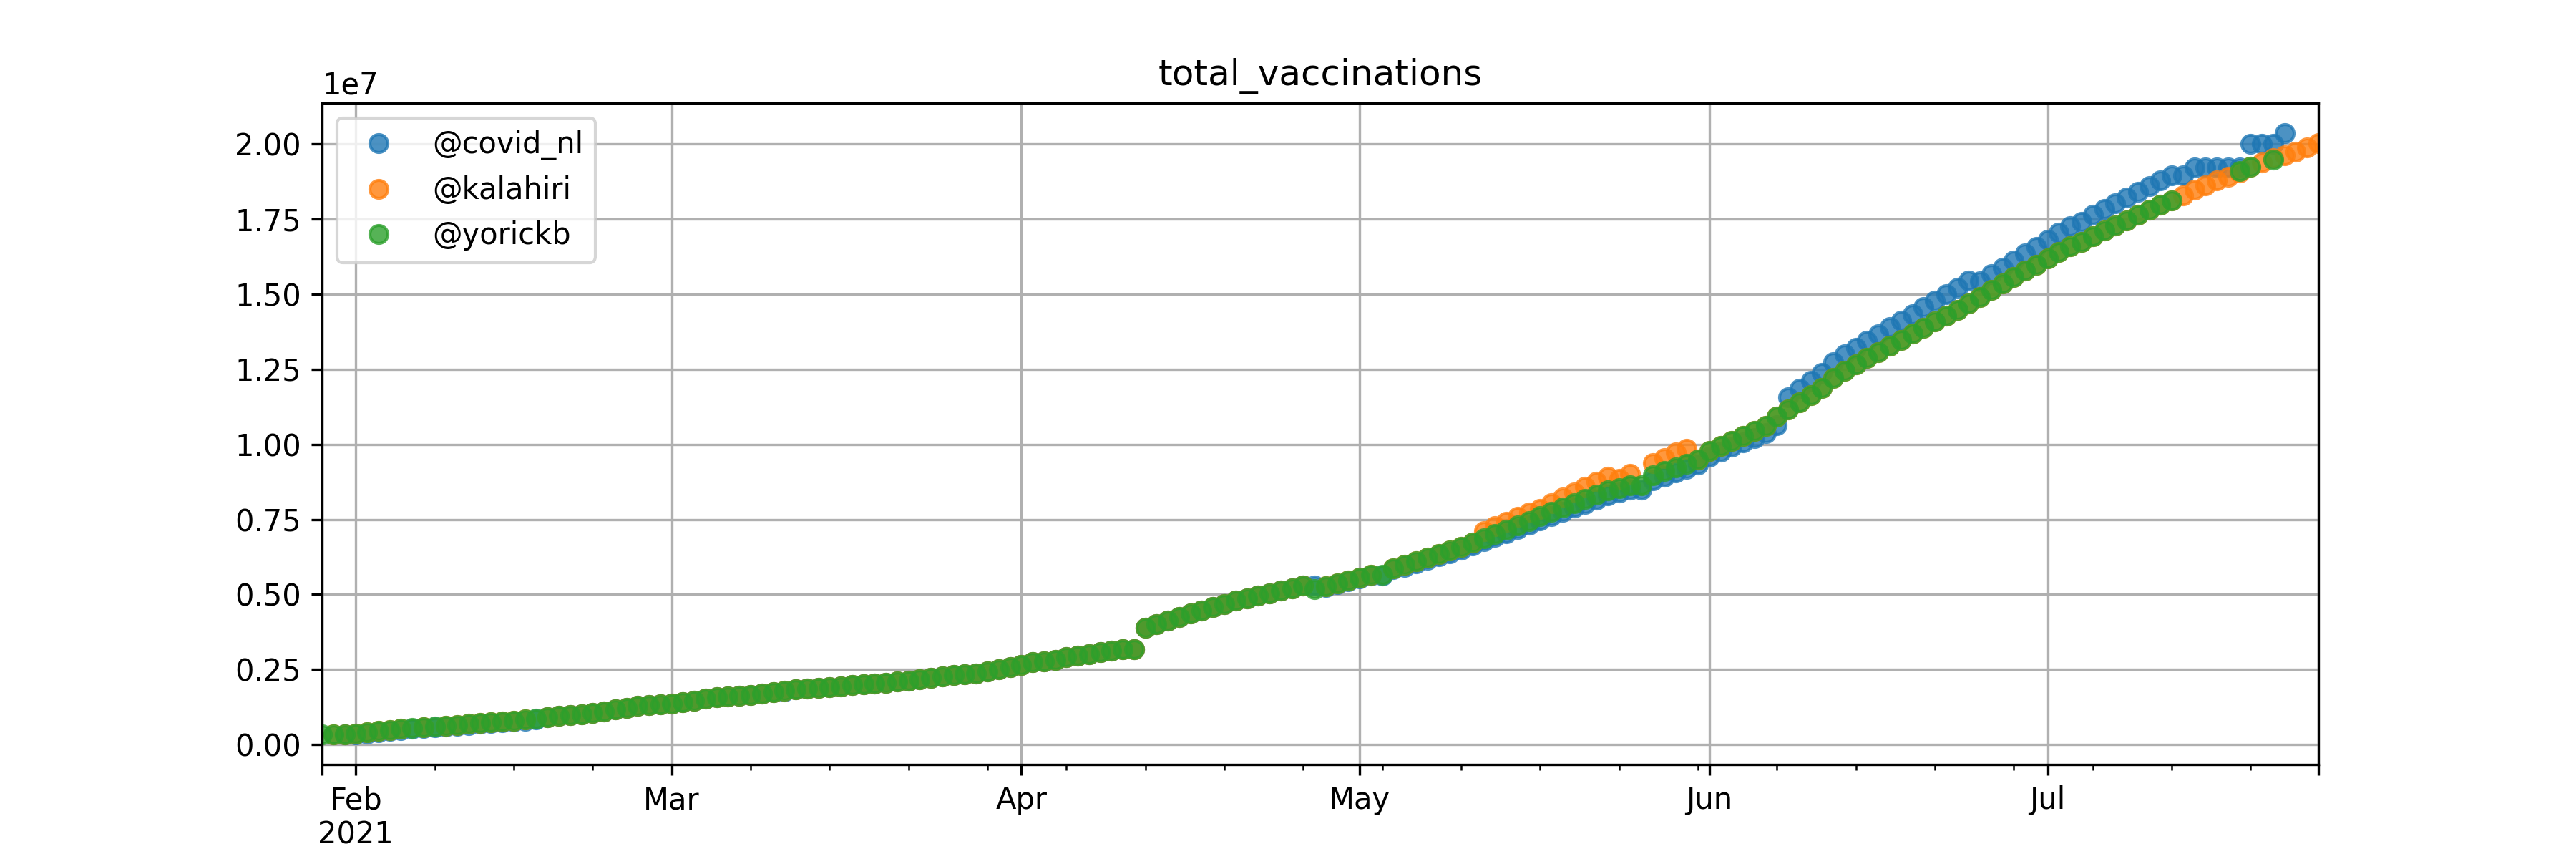 total_vaccinations
1e7
@covid_nl
@kalahiri
@yorickb
2.00
1.75
1.50
1.25
1.00
0.75
0.50
0.25
0.00
Feb Mar Apr May Jun Jul
2021